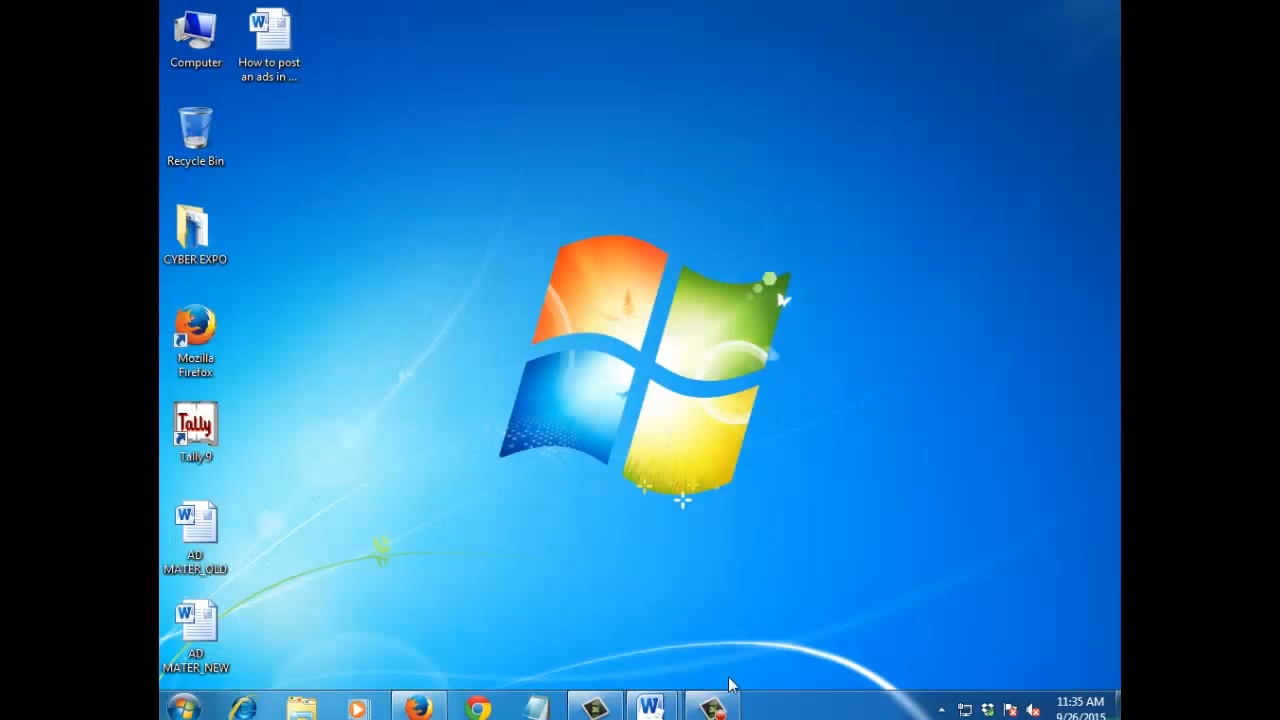 Computer
How to post
an ads in ...
Recycle Bin
CYBER EXPO
Mozilla
Firefox
Tally
Tally 9
AD
MATER_OLD
AD
MATER_NEW
11:35 AM
9/26/2015